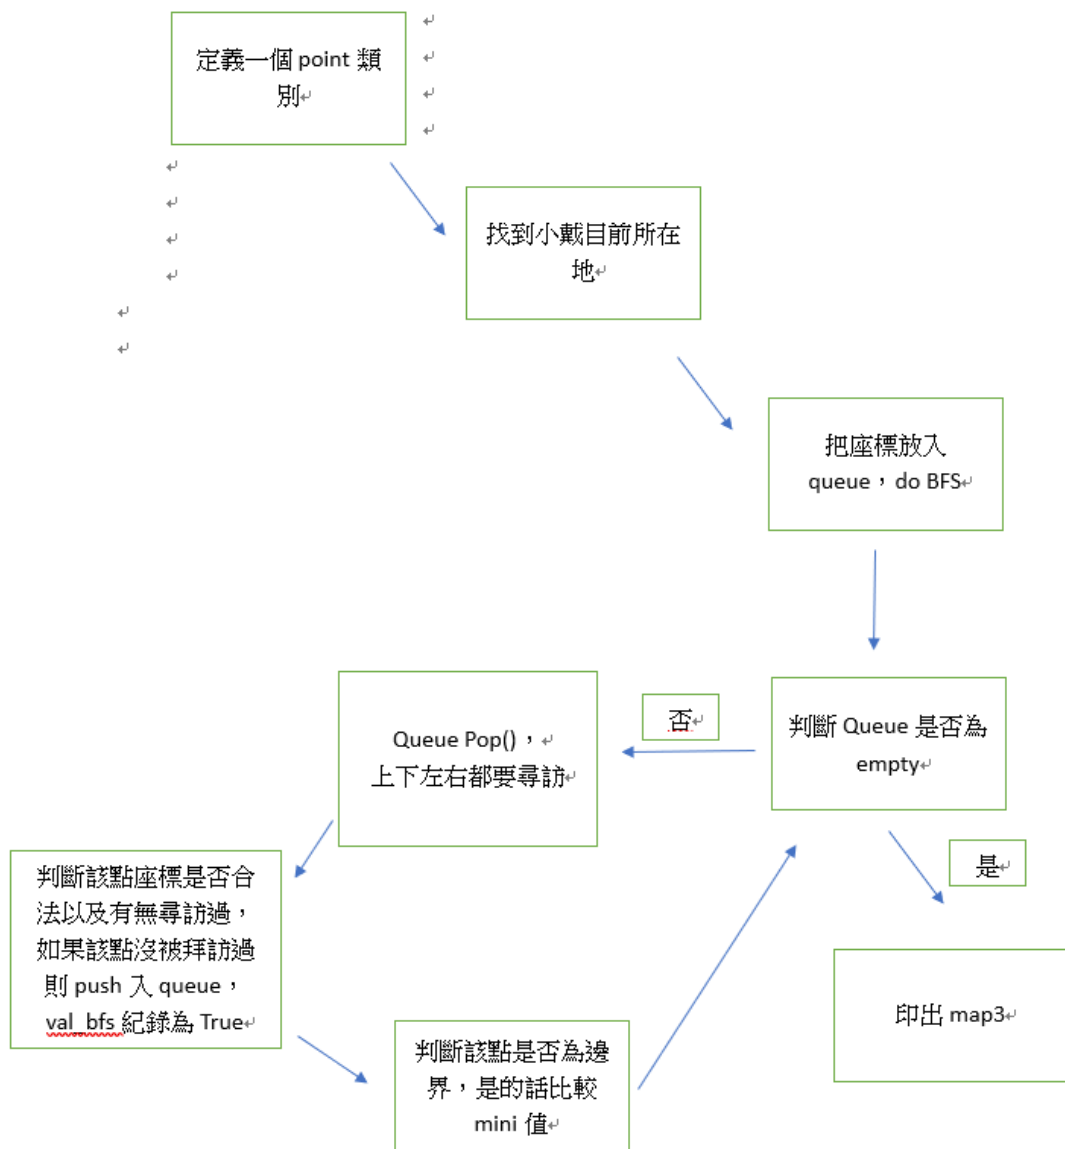 定義一個 point 類
別
找到小戴目前所在
地
把座標放入
queue，do BFS
判斷 Queue 是否為
empty
否
Queue Pop()，
上下左右都要尋訪
是
判斷該點座標是否合
法以及有無尋訪過，
如果該點沒被拜訪過
則 push 入 queue，
val_bfs 紀錄為 True
印出 map3
判斷該點是否為邊
界，是的話比較
mini 值